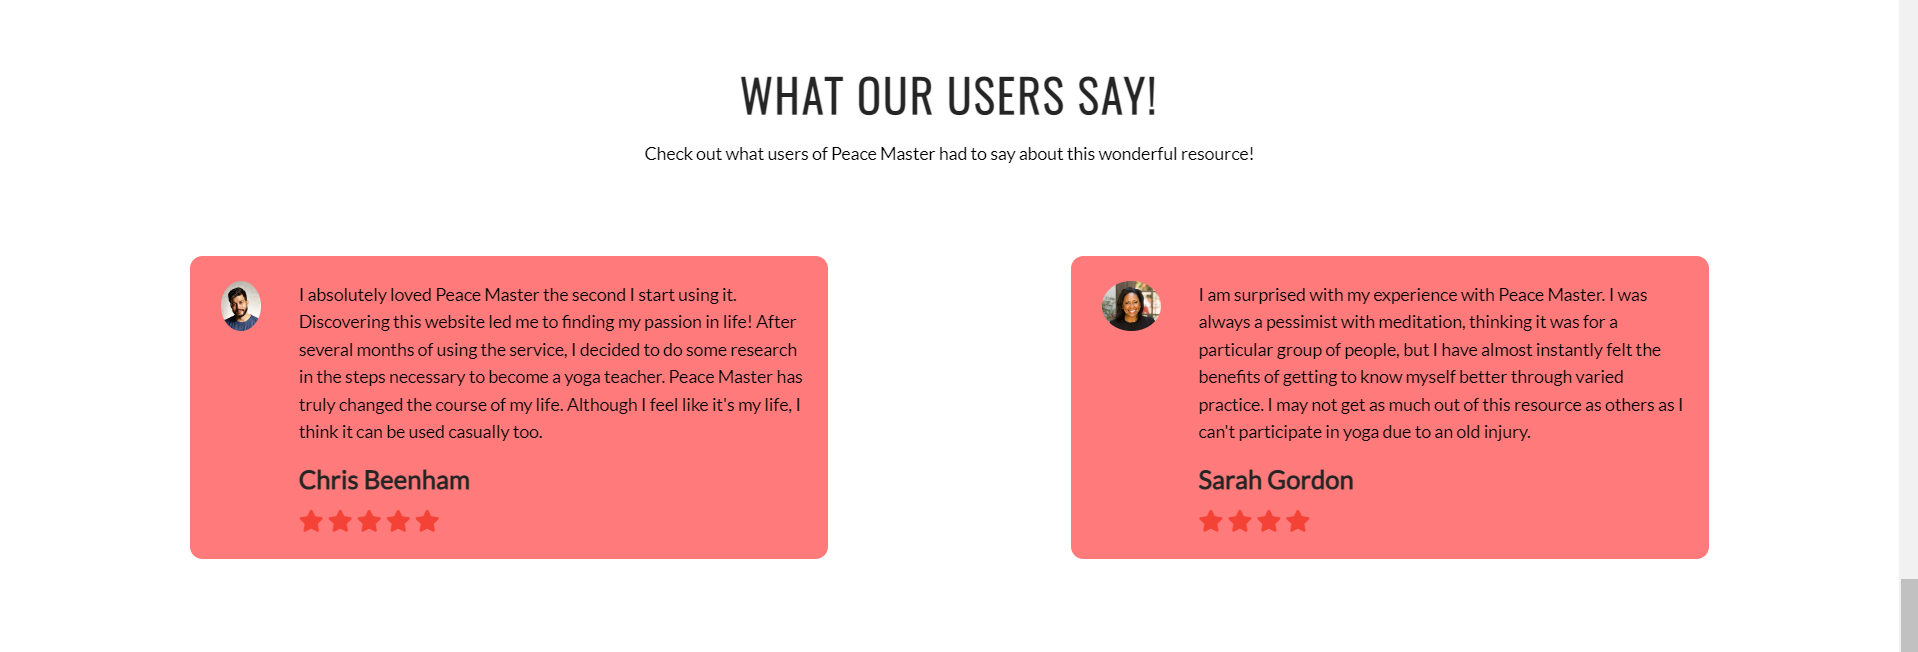 WHAT OUR USERS SAY!
Check out what users of Peace Master had to say about this wonderful resource!
I absolutely loved Peace Master the second I start using it.
Discovering this website led me to finding my passion in life! After
several months of using the service, I decided to do some research
in the steps necessary to become a yoga teacher. Peace Master has
truly changed the course of my life. Although I feel like it's my life, I
think it can be used casually too.
Chris Beenham
I am surprised with my experience with Peace Master. I was
always a pessimist with meditation, thinking it was for a
particular group of people, but I have almost instantly felt the
benefits of getting to know myself better through varied
practice. I may not get as much out of this resource as others as I
can't participate in yoga due to an old injury.
Sarah Gordon